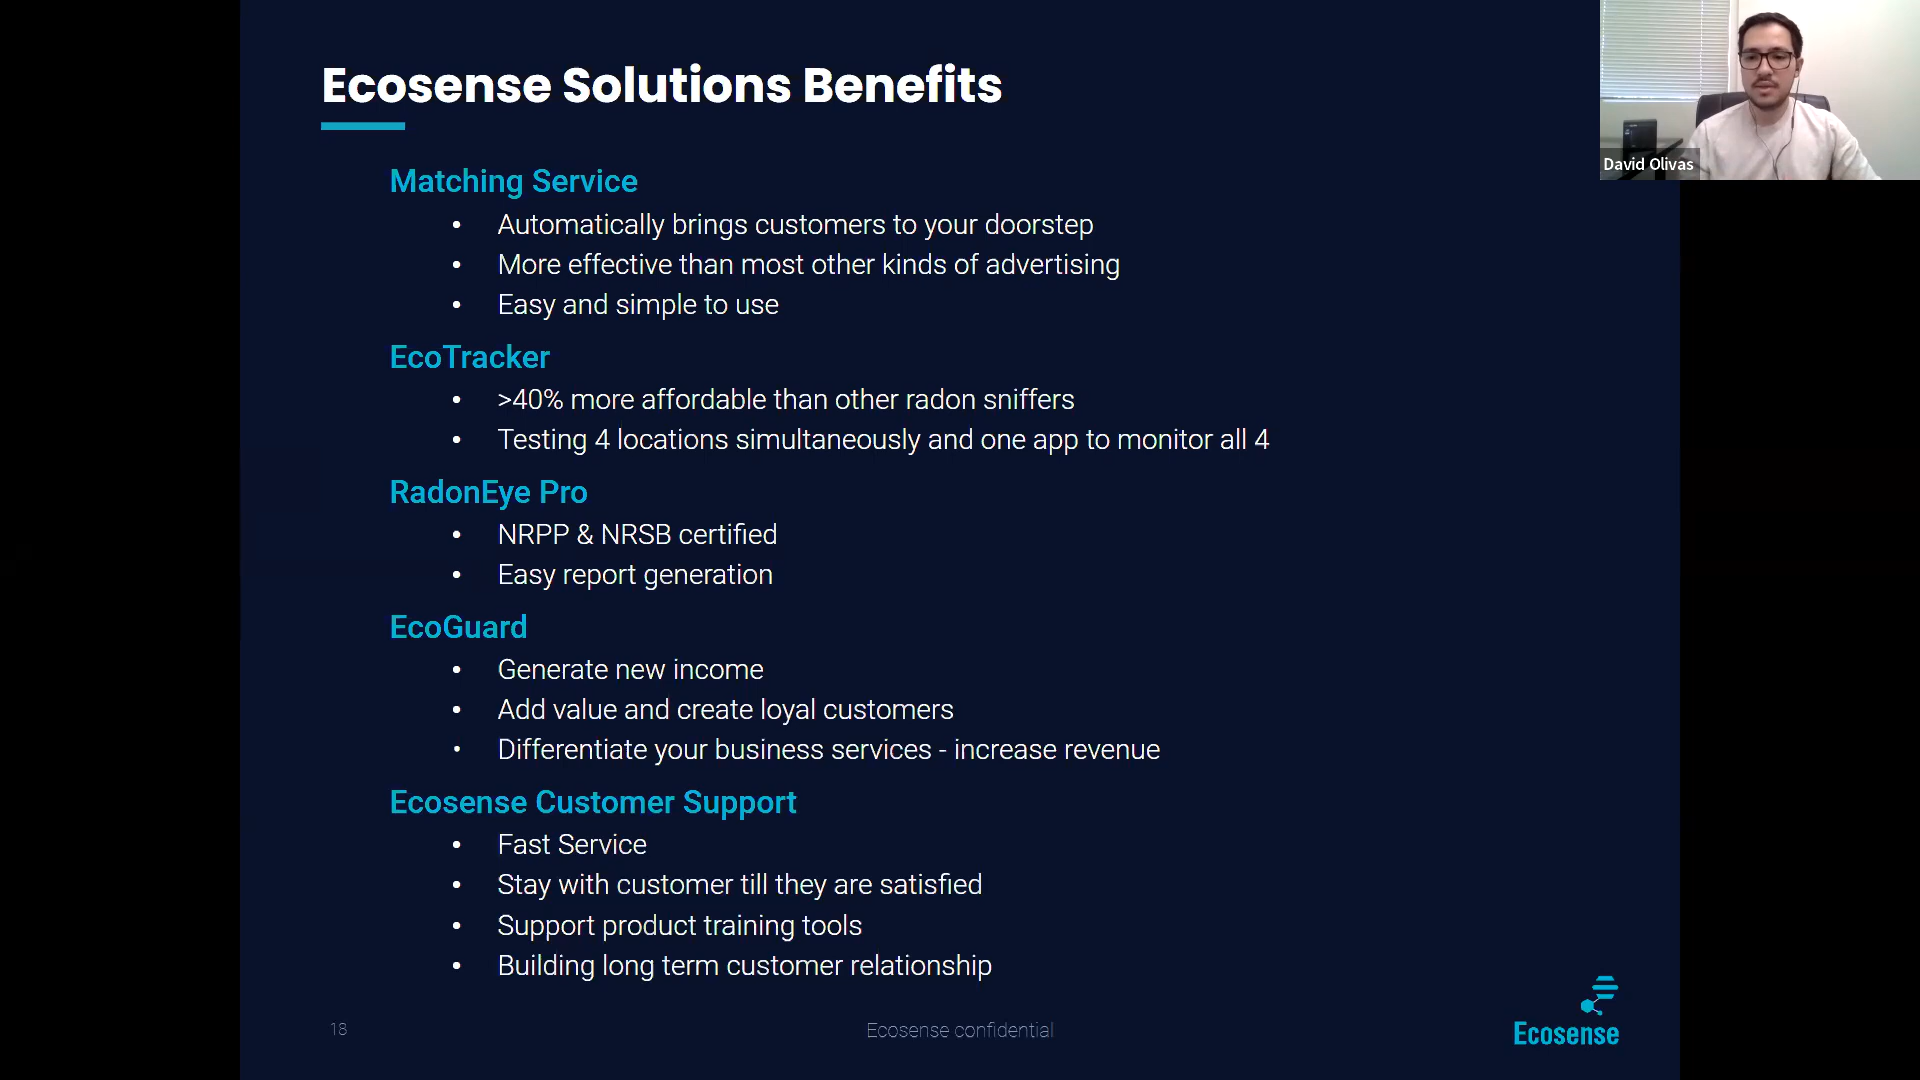 Ecosense Solutions Benefits
David Olivas
Matching Service
• Automatically brings customers to your doorstep
• More effective than most other kinds of advertising
• Easy and simple to use
EcoTracker
• >40% more affordable than other radon sniffers
• Testing 4 locations simultaneously and one app to monitor all 4
RadonEye Pro
• NRPP & NRSB certified
• Easy report generation
EcoGuard
• Generate new income
• Add value and create loyal customers
• Differentiate your business services - increase revenue
Ecosense Customer Support
• Fast Service
• Stay with customer till they are satisfied
• Support product training tools
• Building long term customer relationship
18
Ecosense confidential
Ecosense